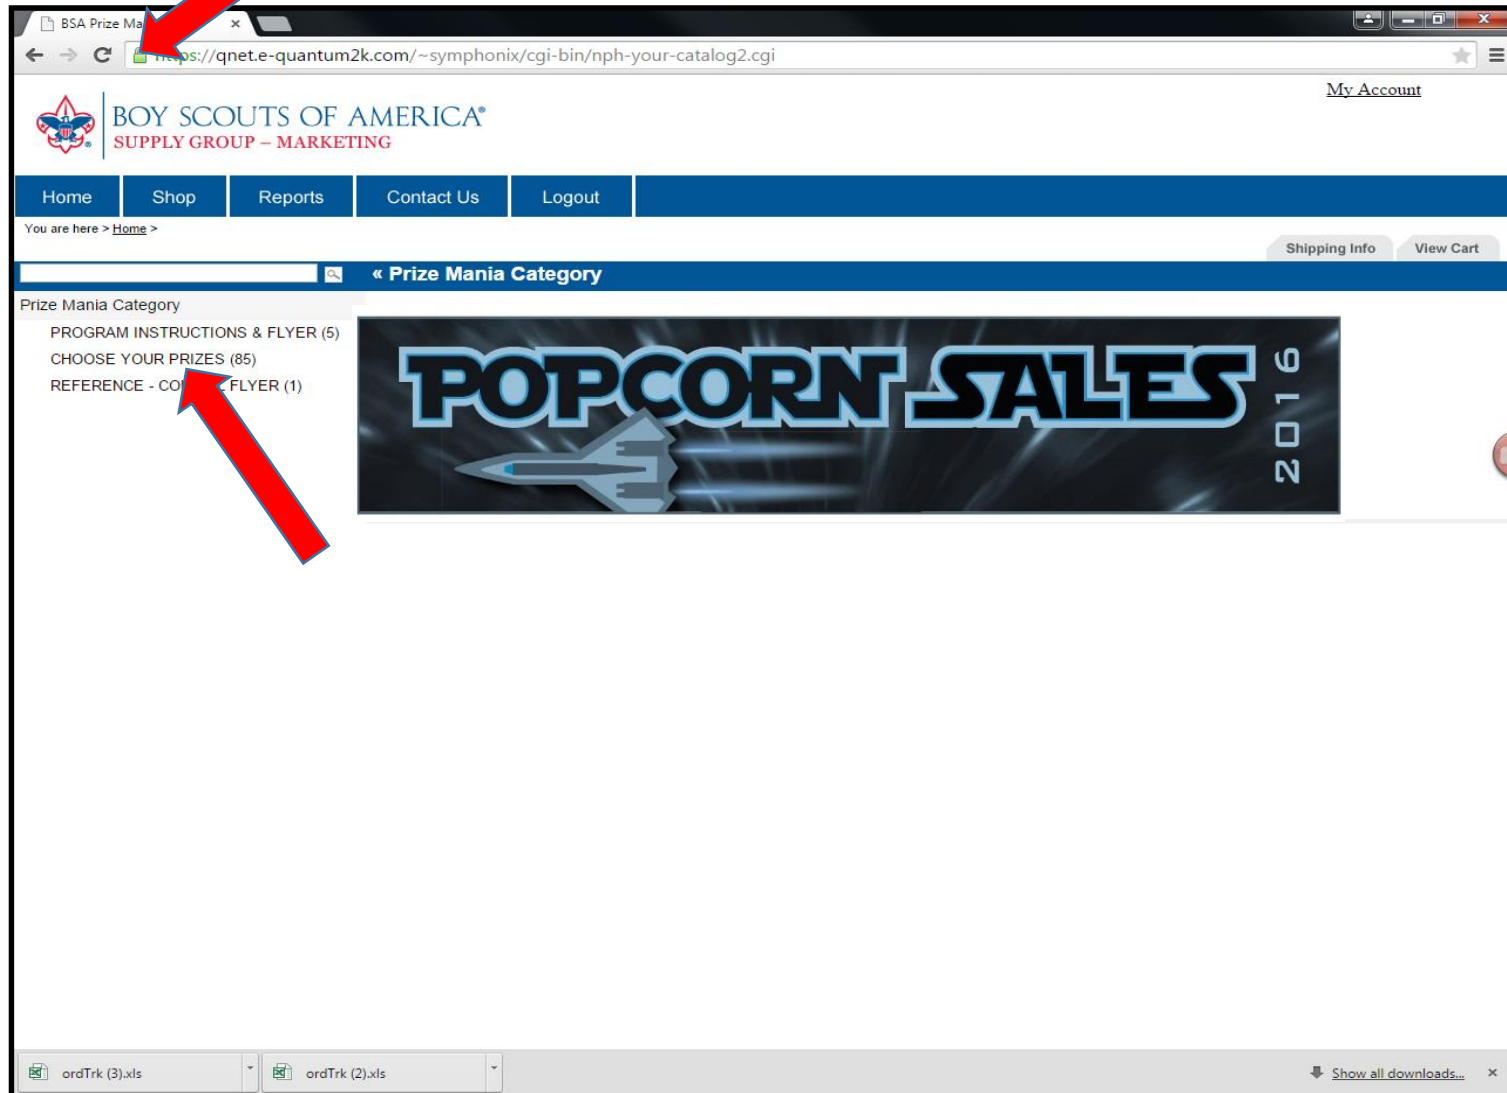 BSA Prize Ma
https://qnet.e-quantum2k.com/~symphonix/cgi-bin/nph-your-catalog2.cgi
My Account
BOY SCOUTS OF AMERICA®
SUPPLY GROUP – MARKETING
Home Shop Reports Contact Us Logout
You are here > Home >
Shipping Info View Cart
« Prize Mania Category
Prize Mania Category
PROGRAM INSTRUCTIONS & FLYER (5)
CHOOSE YOUR PRIZES (85)
REFERENCE - FLYER (1)
POPCORN SALES 2016
ordTrk (3).xls ordTrk (2).xls Show all downloads...